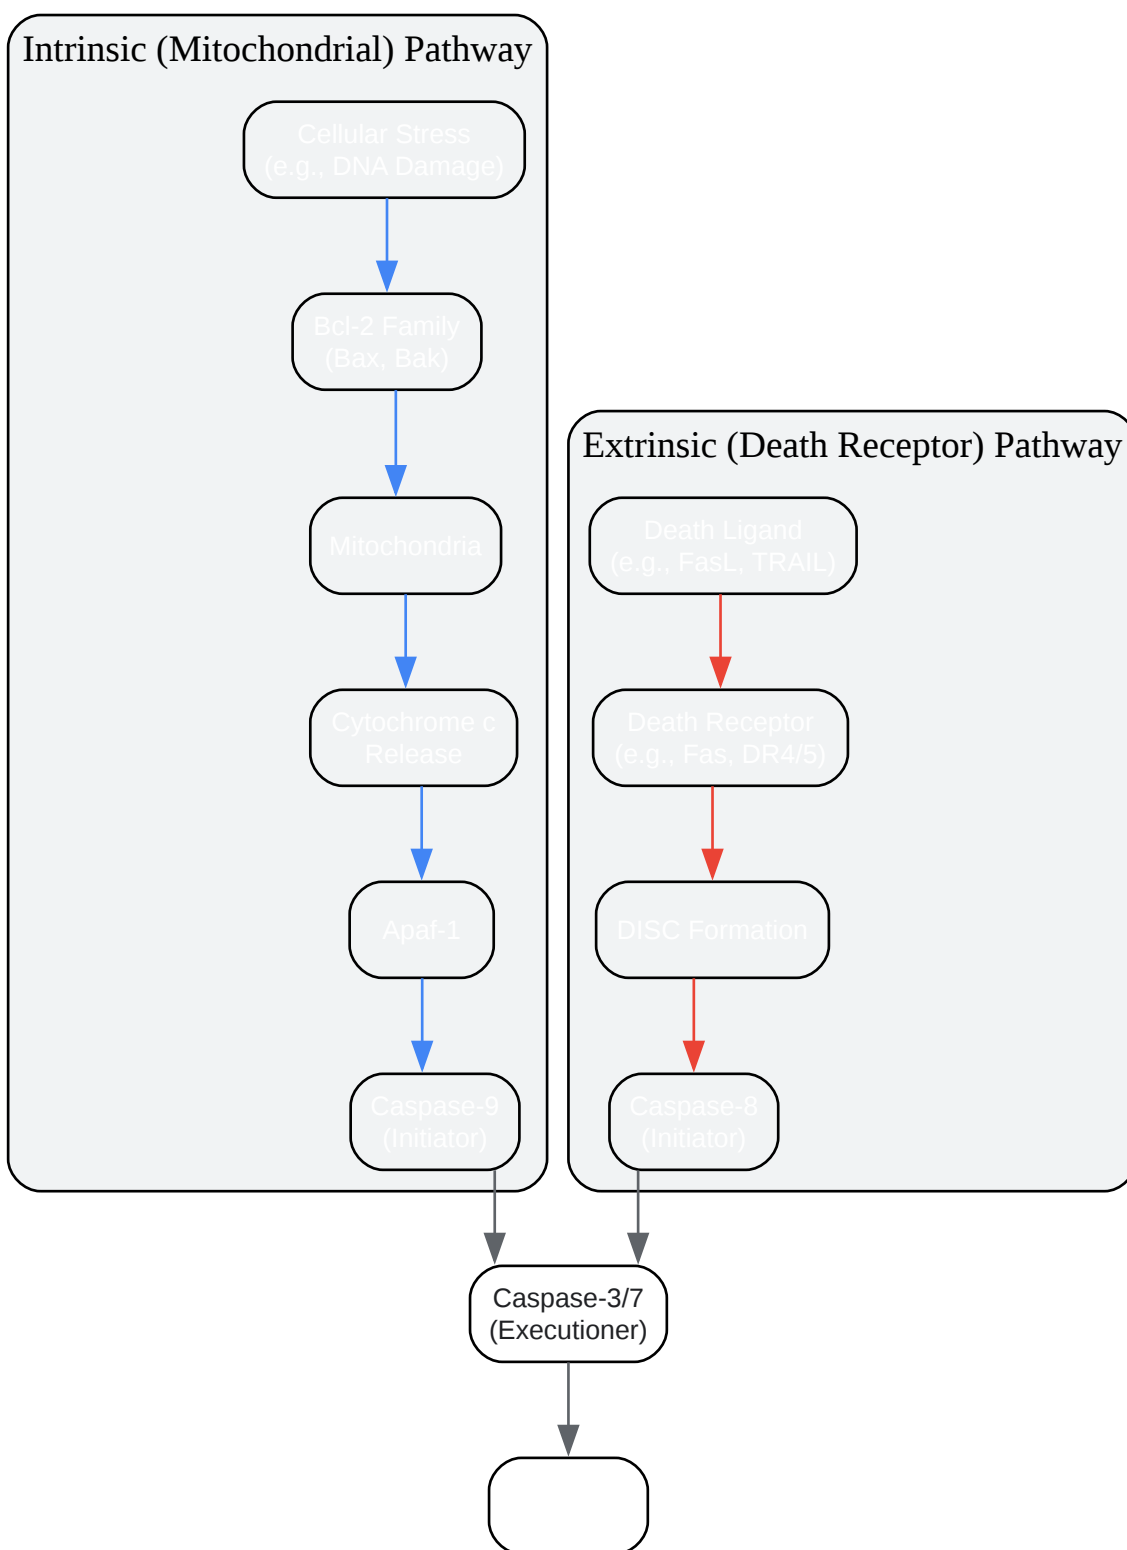 Intrinsic (Mitochondrial) Pathway
Cellular Stress
(e.g., DNA Damage)
Bcl-2 Family
(Bax, Bak)
Mitochondria
Cytochrome c
Release
Apaf-1
Caspase-9
(Initiator)
Extrinsic (Death Receptor) Pathway
Death Ligand
(e.g., FasL, TRAIL)
Death Receptor
(e.g., Fas, DR4/5)
DISC Formation
Caspase-8
(Initiator)
Caspase-3/7
(Executioner)